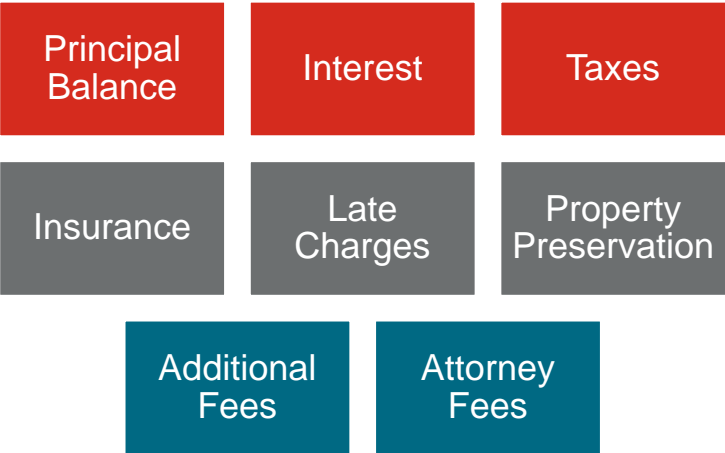 Principal
Balance
Interest
Taxes
Insurance
Late
Charges
Property
Preservation
Additional
Fees
Attorney
Fees